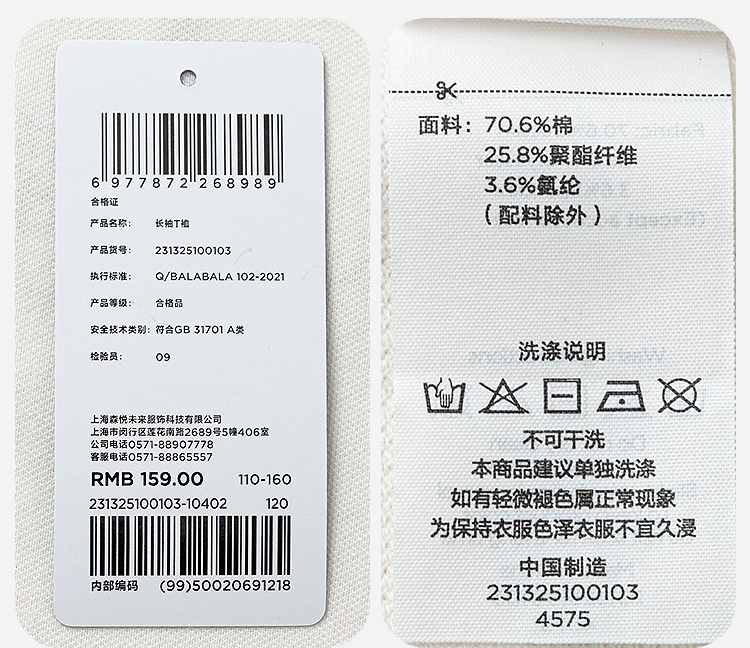 6 977872 268989
合格证
产品名称: 长袖T恤
产品货号: 231325100103
执行标准: Q/BALABALA 102-2021
产品等级: 合格品
安全技术类别: 符合GB 31701 A类
检验员: 09
上海森悦未来服饰科技有限公司
上海市闵行区莲花南路2689号5幢406室
公司电话0571-88907778
客服电话0571-88865557
RMB 159.00 110-160
231325100103-10402 120
内部编码 (99)50020691218
面料: 70.6%棉
25.8%聚酯纤维
3.6%氨纶
(配料除外)
洗涤说明
不可干洗
本商品建议单独洗涤
如有轻微褪色属正常现象
为保持衣服色泽衣服不宜久浸
中国制造
231325100103
4575